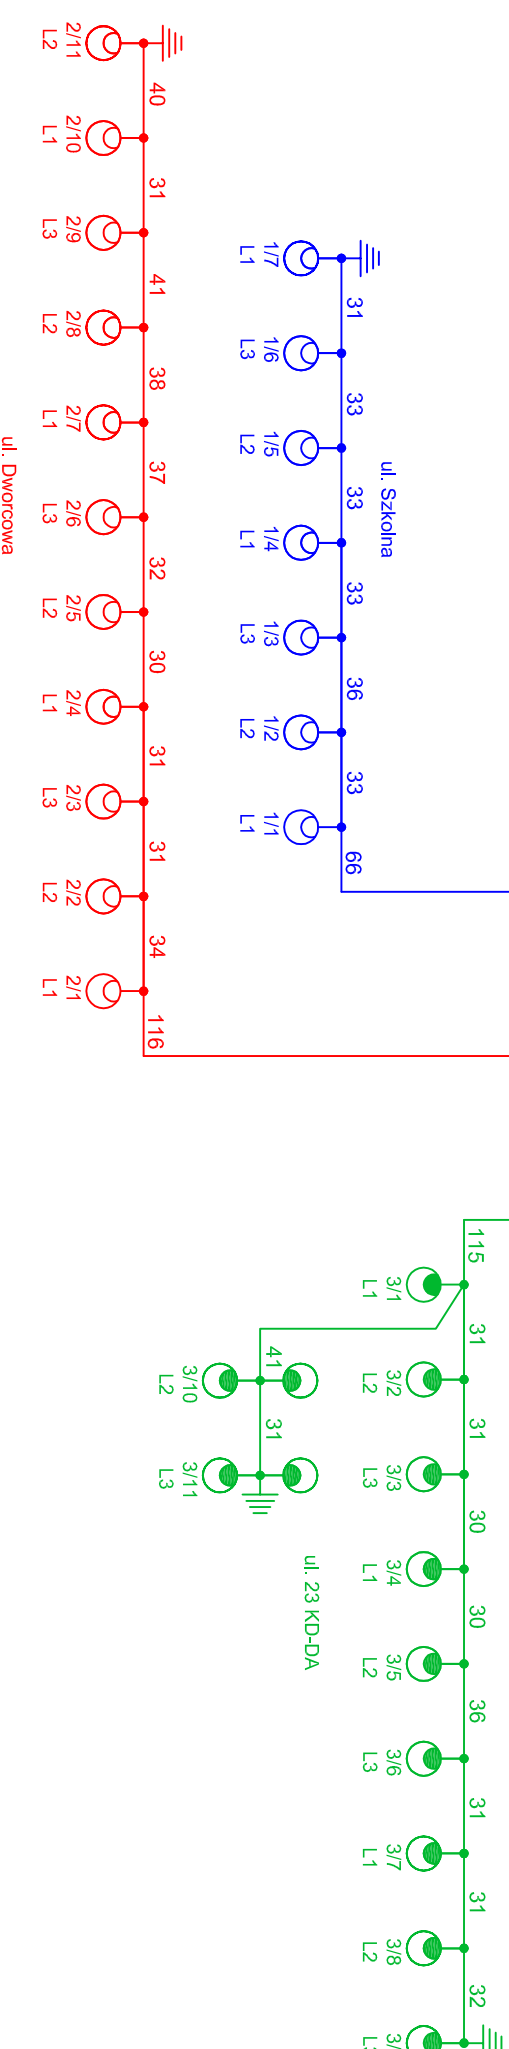 2/11
L2
40
2/10
L1
31
2/9
L3
41
2/8
L2
38
2/7
L1
37
2/6
L3
32
2/5
L2
30
2/4
L1
31
2/3
L3
31
2/2
L2
34
2/1
L1
116
ul. Dworcowa
1/7
L1
31
1/6
L3
33
1/5
L2
33
1/4
L1
33
1/3
L3
36
1/2
L2
33
1/1
L1
66
ul. Szkolna
115
3/1
L1
31
3/2
L2
31
3/3
L3
30
3/4
L1
30
3/5
L2
36
3/6
L3
31
3/7
L1
31
3/8
L2
32
41
3/10
L2
31
3/11
L3
ul. 23 KD-DA